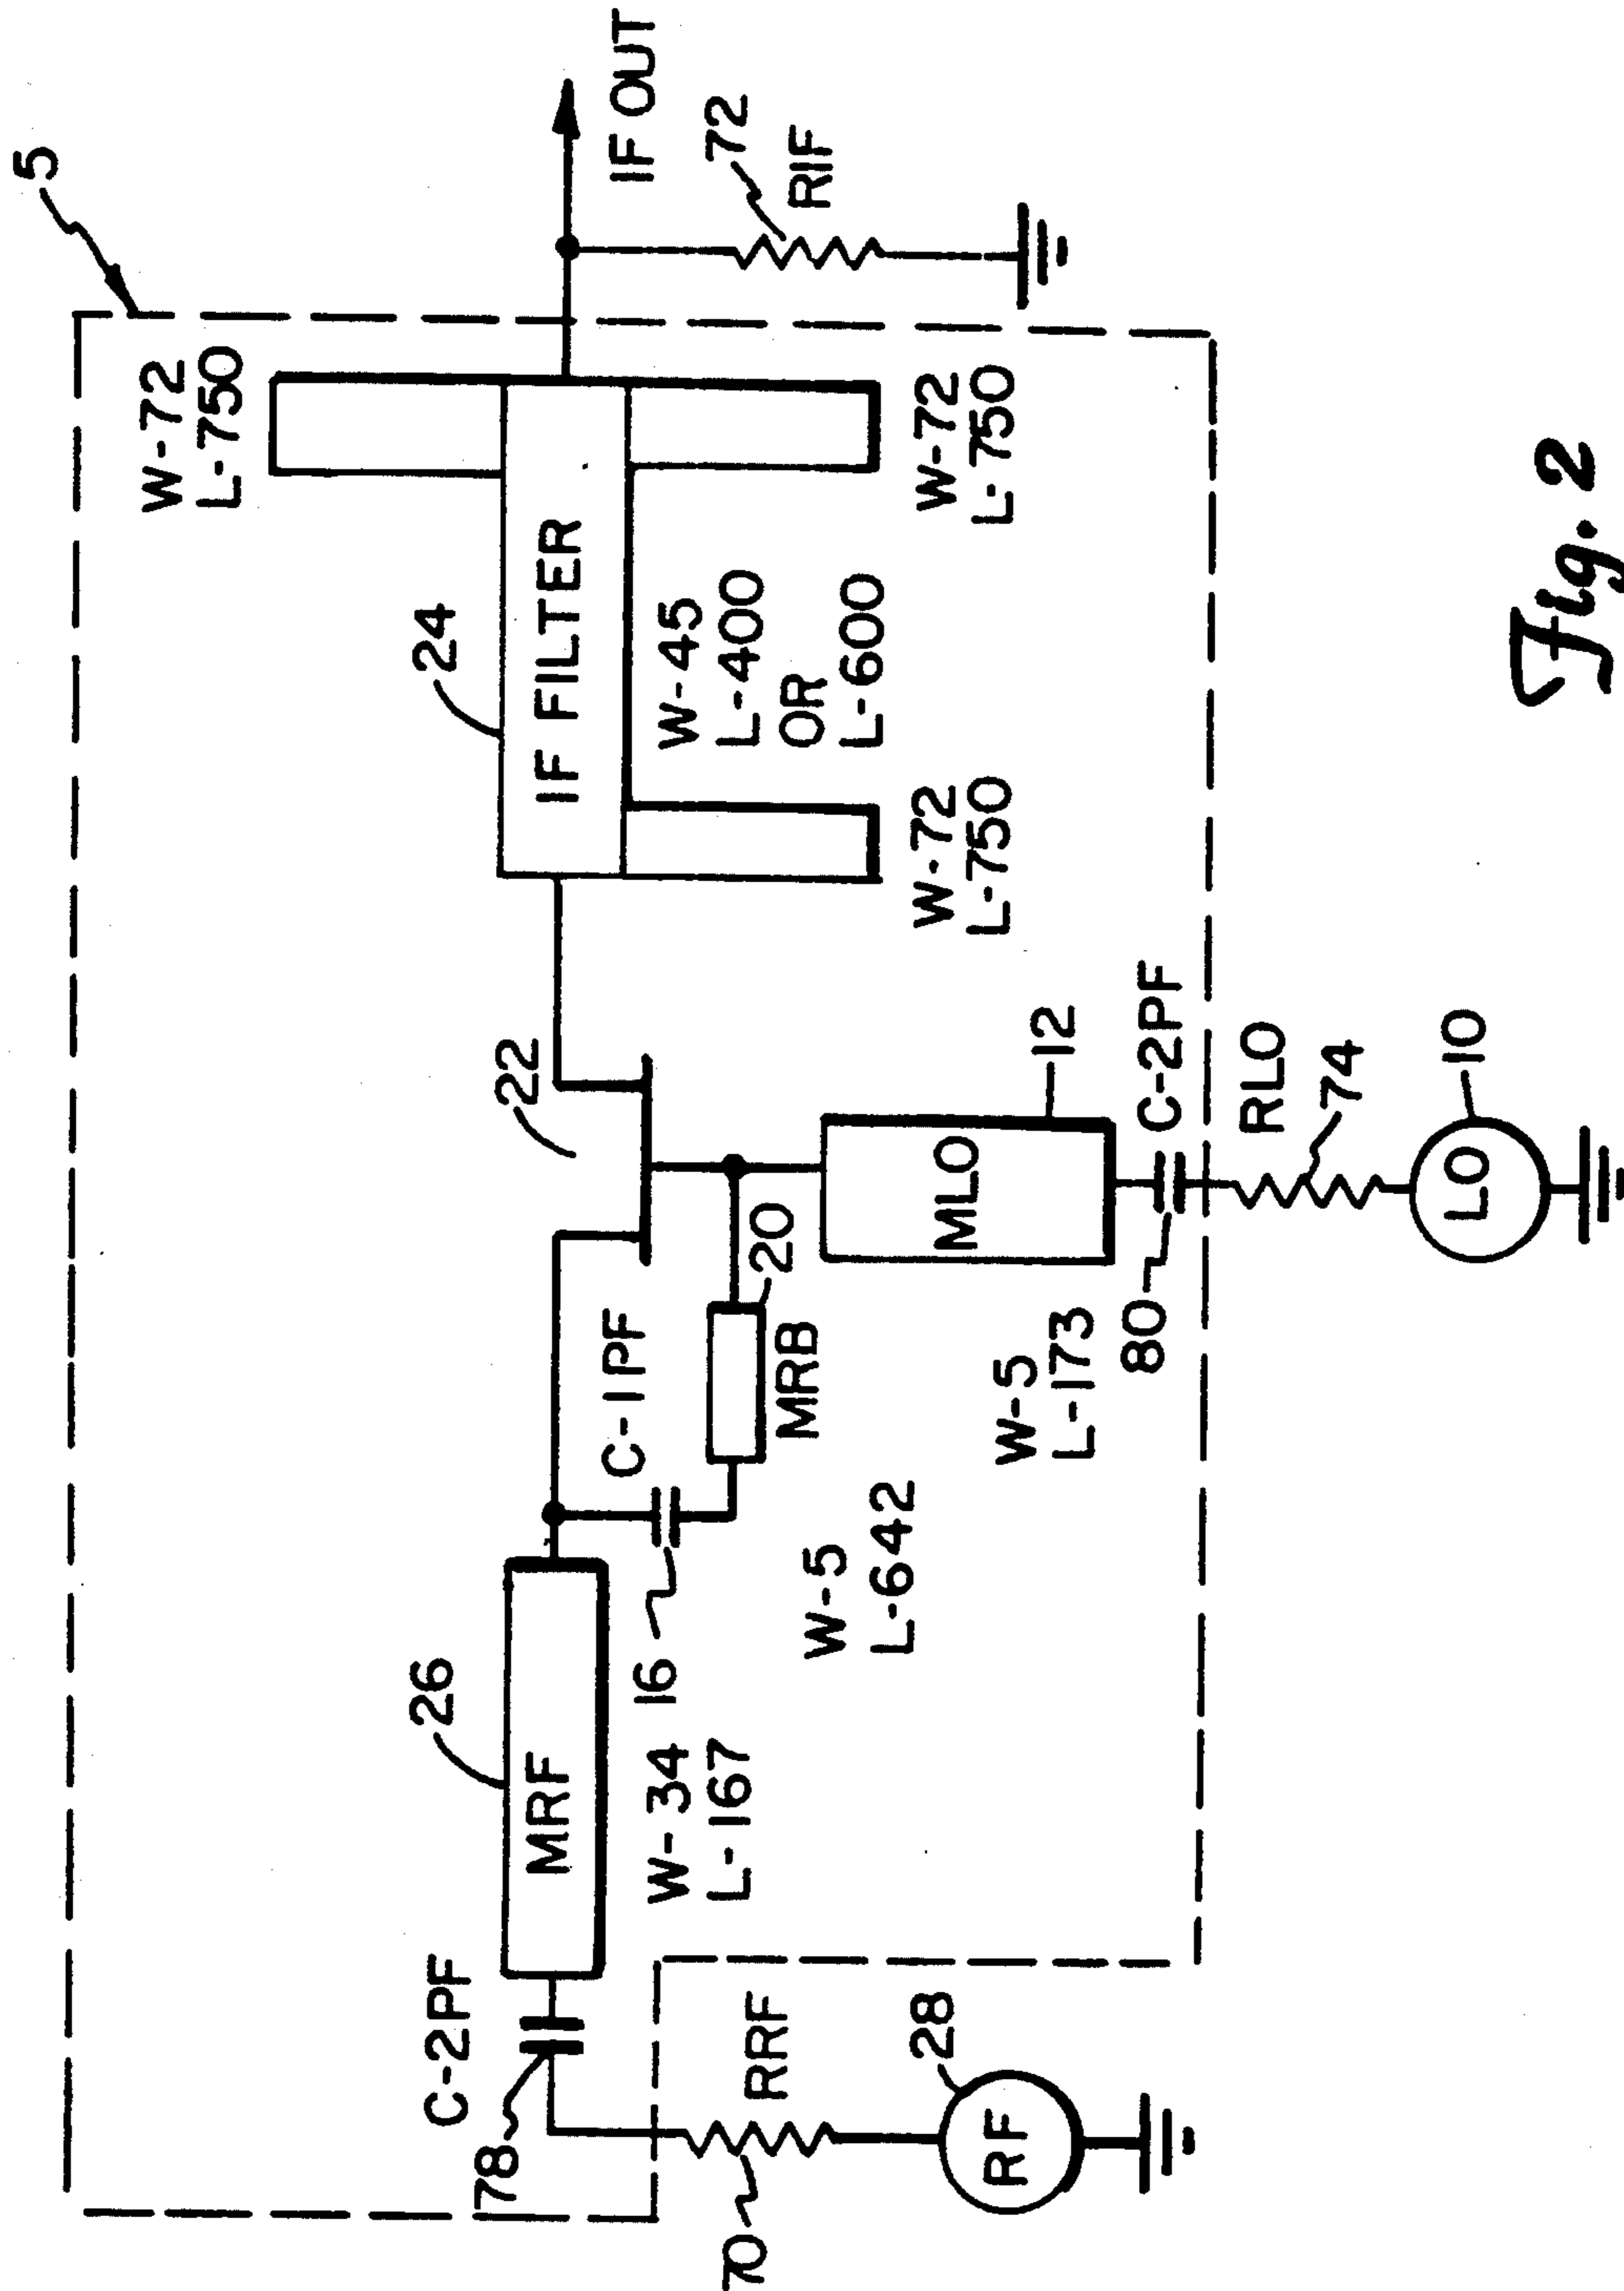 5
W-72
L-750
24
IF FILTER
IF OUT
72
RIF
W-45
L-400
OR
L-600
W-72
L-750
W-72
L-750
22
26
C-2PF
78
MRF
W-34
L-167
16
C-1PF
20
MRB
W-5
L-642
MLO
12
W-5
L-173
80
C-2PF
RLO
74
LO
10
70
RRF
28
RF
Fig. 2